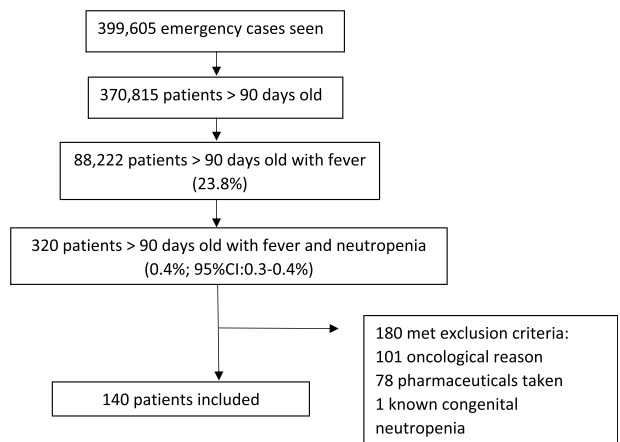 399,605 emergency cases seen
370,815 patients > 90 days old
88,222 patients > 90 days old with fever
(23.8%)
320 patients > 90 days old with fever and neutropenia
(0.4%; 95%CI:0.3-0.4%)
180 met exclusion criteria:
101 oncological reason
78 pharmaceuticals taken
1 known congenital
neutropenia
140 patients included